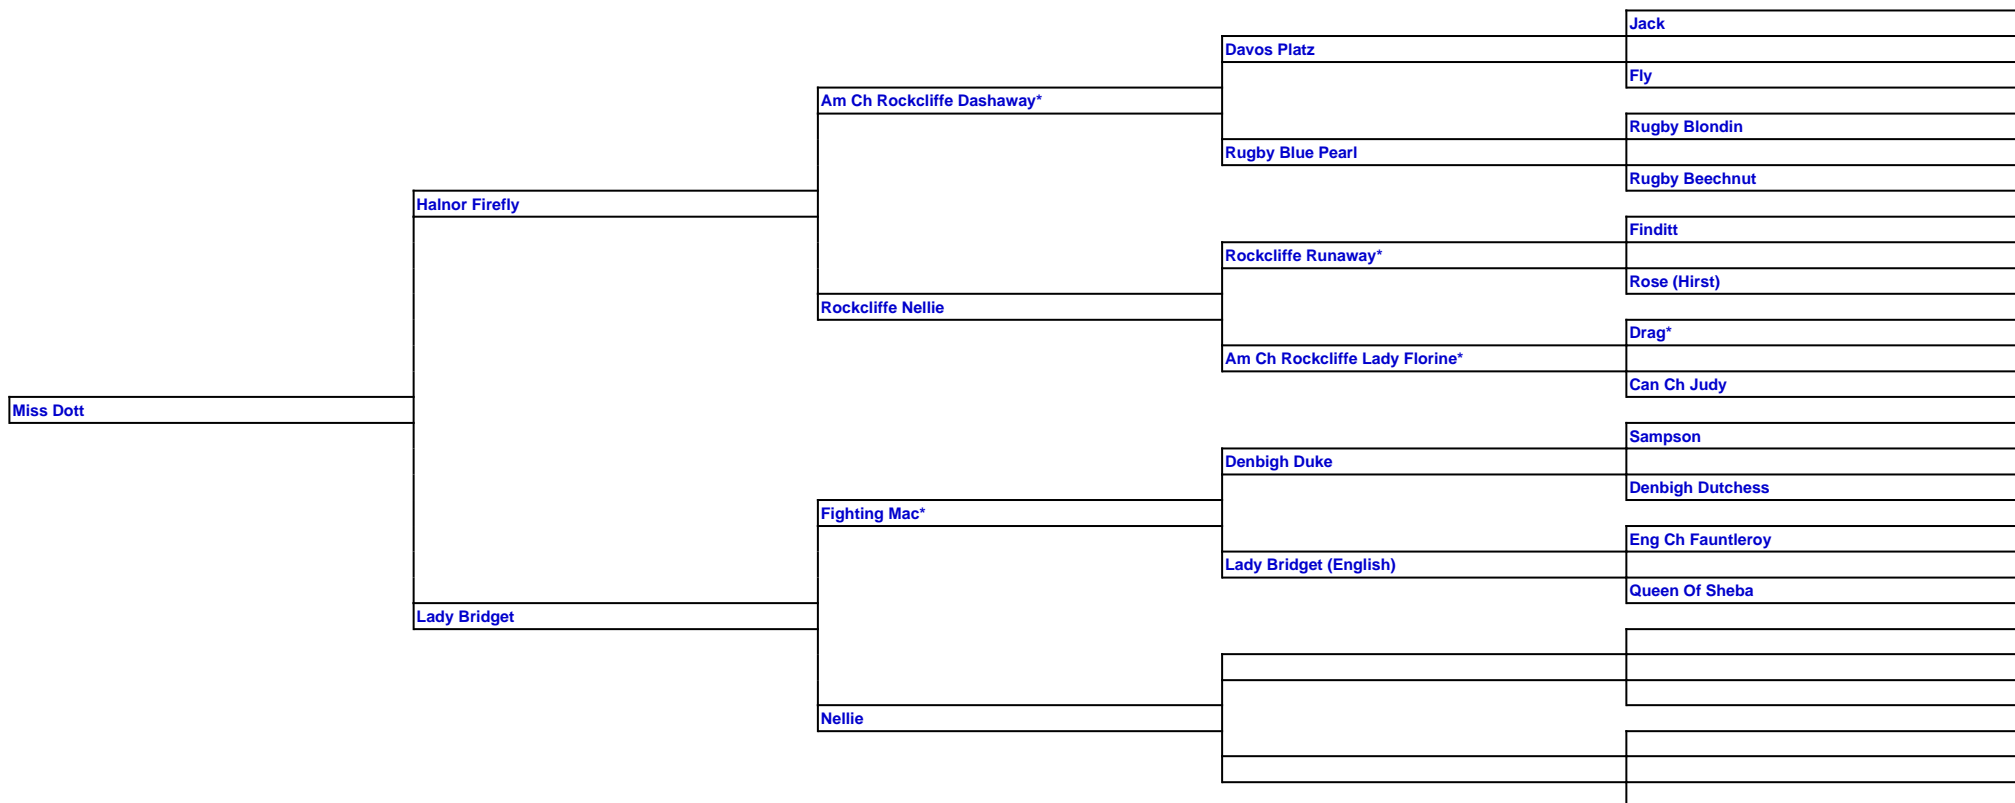 Jack
Davos Platz
Fly
Am Ch Rockcliffe Dashaway*
Rugby Blondin
Rugby Blue Pearl
Rugby Beechnut
Halnor Firefly
Finditt
Rockcliffe Runaway*
Rose (Hirst)
Rockcliffe Nellie
Drag*
Am Ch Rockcliffe Lady Florine*
Can Ch Judy
Miss Dott
Sampson
Denbigh Duke
Denbigh Dutchess
Fighting Mac*
Eng Ch Fauntleroy
Lady Bridget (English)
Queen Of Sheba
Lady Bridget
Nellie